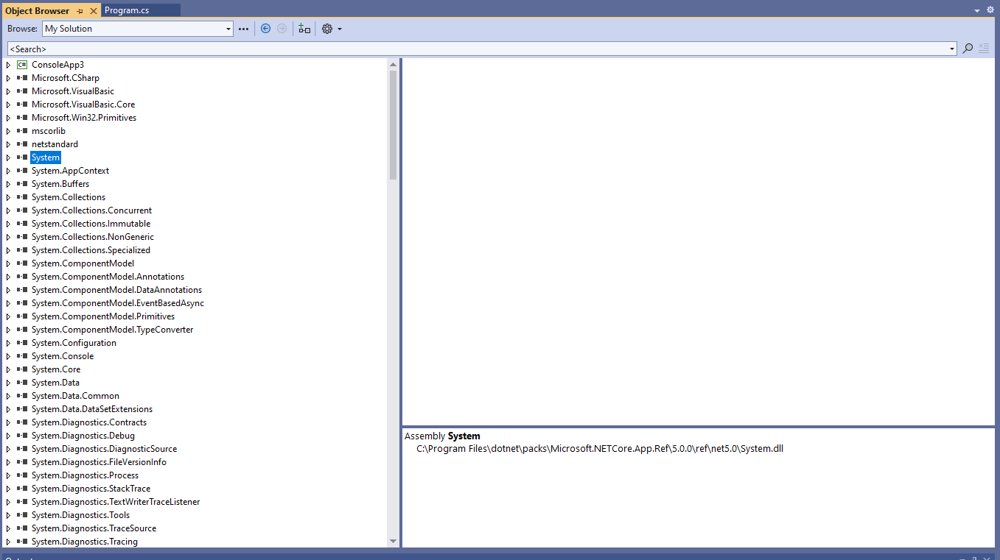 Object Browser
Program.cs
Browse:
My Solution
<Search>
C# ConsoleApp3
Microsoft.CSharp
Microsoft.VisualBasic
Microsoft.VisualBasic.Core
Microsoft.Win32.Primitives
mscorlib
netstandard
System
System.AppContext
System.Buffers
System.Collections
System.Collections.Concurrent
System.Collections.Immutable
System.Collections.NonGeneric
System.Collections.Specialized
System.ComponentModel
System.ComponentModel.Annotations
System.ComponentModel.DataAnnotations
System.ComponentModel.EventBasedAsync
System.ComponentModel.Primitives
System.ComponentModel.TypeConverter
System.Configuration
System.Console
System.Core
System.Data
System.Data.Common
System.Data.DataSetExtensions
System.Diagnostics.Contracts
System.Diagnostics.Debug
System.Diagnostics.DiagnosticSource
System.Diagnostics.FileVersionInfo
System.Diagnostics.Process
System.Diagnostics.StackTrace
System.Diagnostics.TextWriterTraceListener
System.Diagnostics.Tools
System.Diagnostics.TraceSource
System.Diagnostics.Tracing
Assembly System
C:\Program Files\dotnet\packs\Microsoft.NETCore.App.Ref\5.0.0\ref\net5.0\System.dll